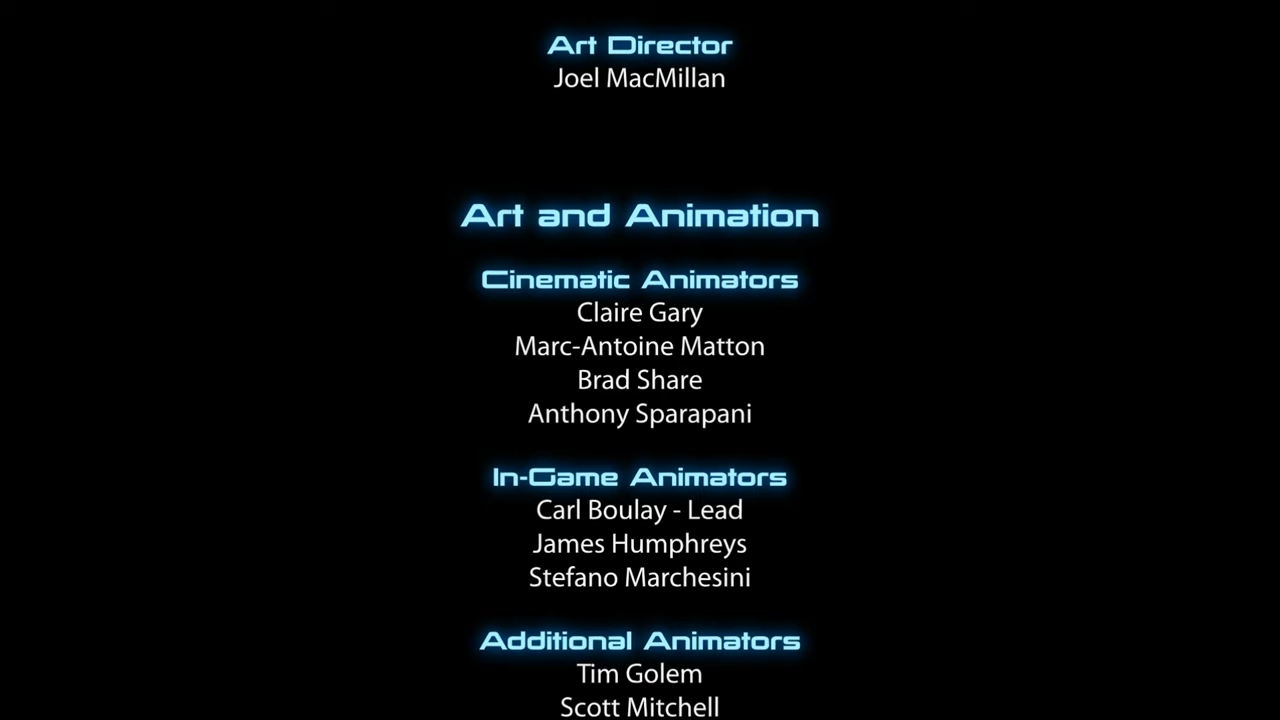 Art Director
Joel MacMillan
Art and Animation
Cinematic Animators
Claire Gary
Marc-Antoine Matton
Brad Share
Anthony Sparapani
In-Game Animators
Carl Boulay - Lead
James Humphreys
Stefano Marchesini
Additional Animators
Tim Golem
Scott Mitchell